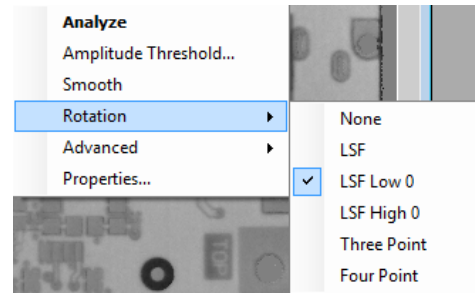 Analyze
Amplitude Threshold...
Smooth
Rotation
Advanced
Properties...
None
LSF
LSF Low 0
LSF High 0
Three Point
Four Point
TOP